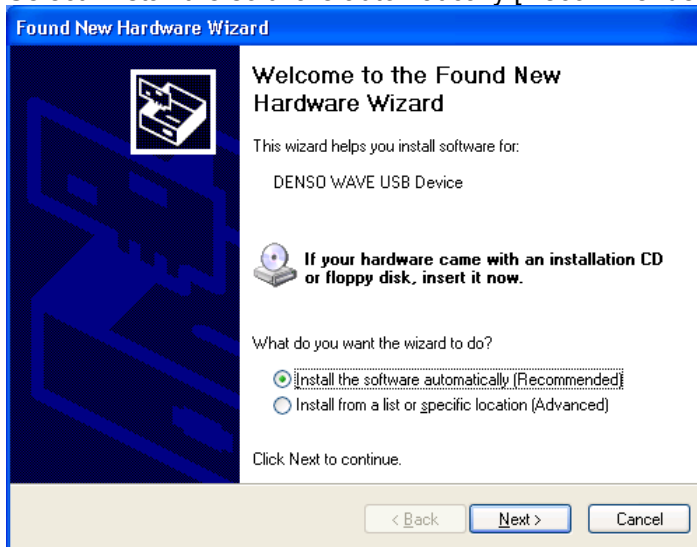 Found New Hardware Wizard
Welcome to the Found New
Hardware Wizard
This wizard helps you install software for:
DENSO WAVE USB Device
If your hardware came with an installation CD
or floppy disk, insert it now.
What do you want the wizard to do?
Install the software automatically (Recommended)
Install from a list or specific location (Advanced)
Click Next to continue.
< Back Next > Cancel